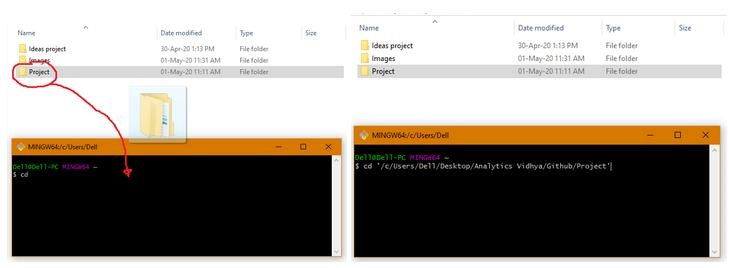 Name Date modified Type Size
Ideas project 30-Apr-20 1:13 PM File folder
Images 01-May-20 11:31 AM File folder
Project 01-May-20 11:11 AM File folder
MINGW64:/c/Users/Dell
Dell@Dell-PC MINGW64 ~
$ cd
Name Date modified Type Size
Ideas project 30-Apr-20 1:13 PM File folder
Images 01-May-20 11:31 AM File folder
Project 01-May-20 11:11 AM File folder
MINGW64:/c/Users/Dell
Dell@Dell-PC MINGW64 ~
$ cd '/c/Users/Dell/Desktop/Analytics Vidhya/Github/Project'